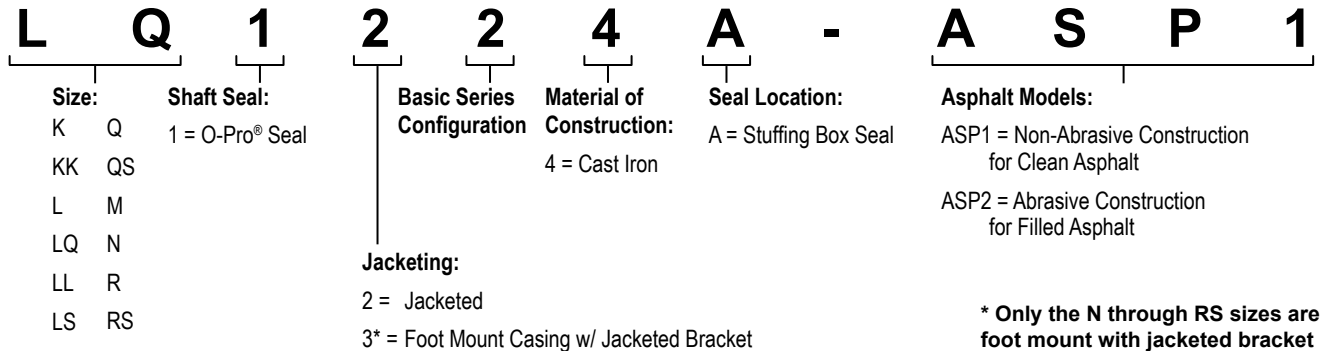 L Q 1 2 2 4 A - A S P 1
Size:
K Q
KK QS
L M
LQ N
LL R
LS RS
Shaft Seal:
1 = O-Pro® Seal
Jacketing:
2 = Jacketed
3* = Foot Mount Casing w/ Jacketed Bracket
Basic Series
Configuration
Material of
Construction:
4 = Cast Iron
Seal Location:
A = Stuffing Box Seal
Asphalt Models:
ASP1 = Non-Abrasive Construction
for Clean Asphalt
ASP2 = Abrasive Construction
for Filled Asphalt
* Only the N through RS sizes are
foot mount with jacketed bracket